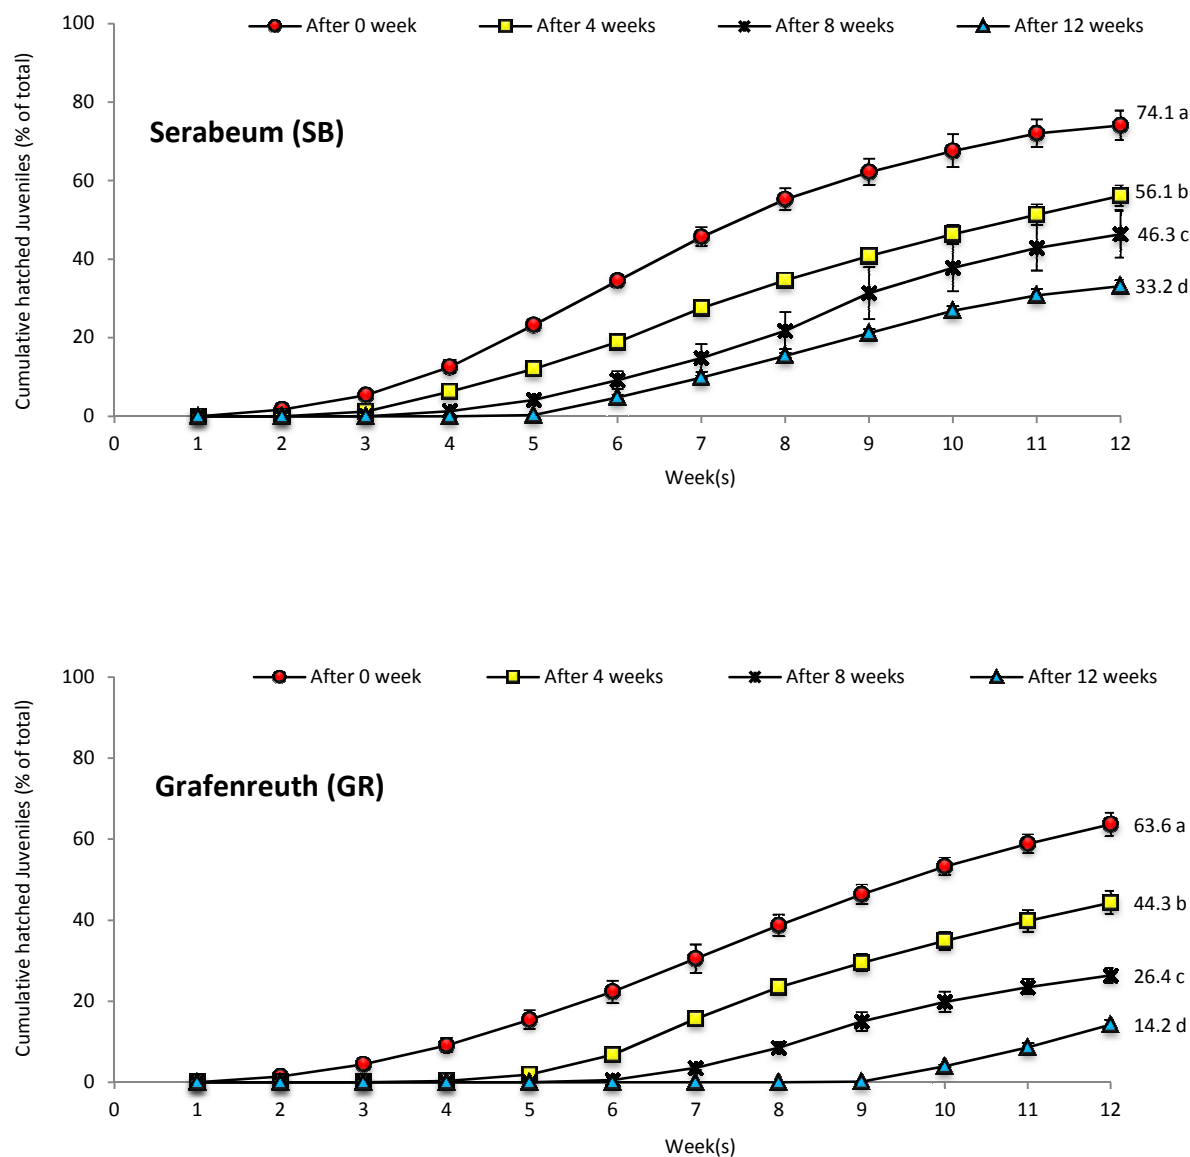 After 0 week After 4 weeks After 8 weeks After 12 weeks
Serabeum (SB)
Cumulative hatched Juveniles (% of total)
100
80
60
40
20
0
74.1 a
56.1 b
46.3 c
33.2 d
0 1 2 3 4 5 6 7 8 9 10 11 12
Week(s)
After 0 week After 4 weeks After 8 weeks After 12 weeks
Grafenreuth (GR)
Cumulative hatched Juveniles (% of total)
100
80
60
40
20
0
63.6 a
44.3 b
26.4 c
14.2 d
0 1 2 3 4 5 6 7 8 9 10 11 12
Week(s)